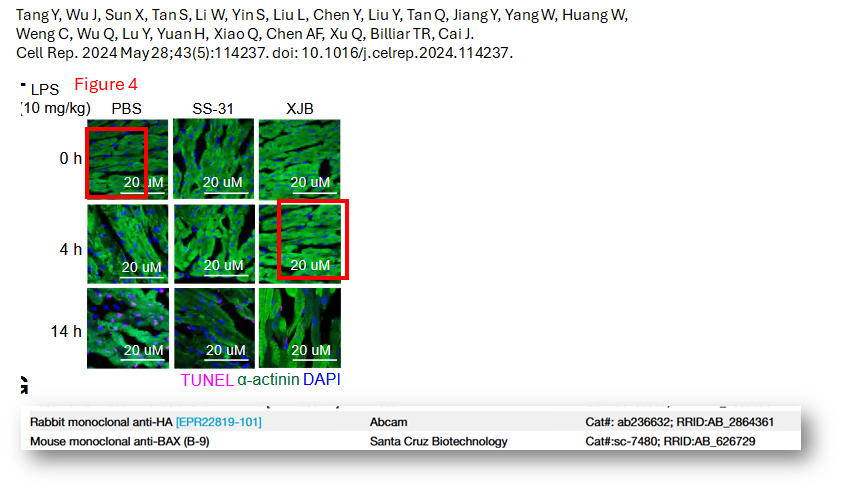 Tang Y, Wu J, Sun X, Tan S, Li W, Yin S, Liu L, Chen Y, Liu Y, Tan Q, Jiang Y, Yang W, Huang W,
Weng C, Wu Q, Lu Y, Yuan H, Xiao Q, Chen AF, Xu Q, Billiar TR, Cai J.
Cell Rep. 2024 May 28;43(5):114237. doi: 10.1016/j.celrep.2024.114237.
LPS Figure 4
(10 mg/kg) PBS SS-31 XJB
0 h 20 uM 20 uM 20 uM
4 h 20 uM 20 uM 20 uM
14 h 20 uM 20 uM 20 uM
TUNEL α-actinin DAPI
G
Rabbit monoclonal anti-HA [EPR22819-101] Abcam Cat#: ab236632; RRID:AB_2864361
Mouse monoclonal anti-BAX (B-9) Santa Cruz Biotechnology Cat#:sc-7480; RRID:AB_626729